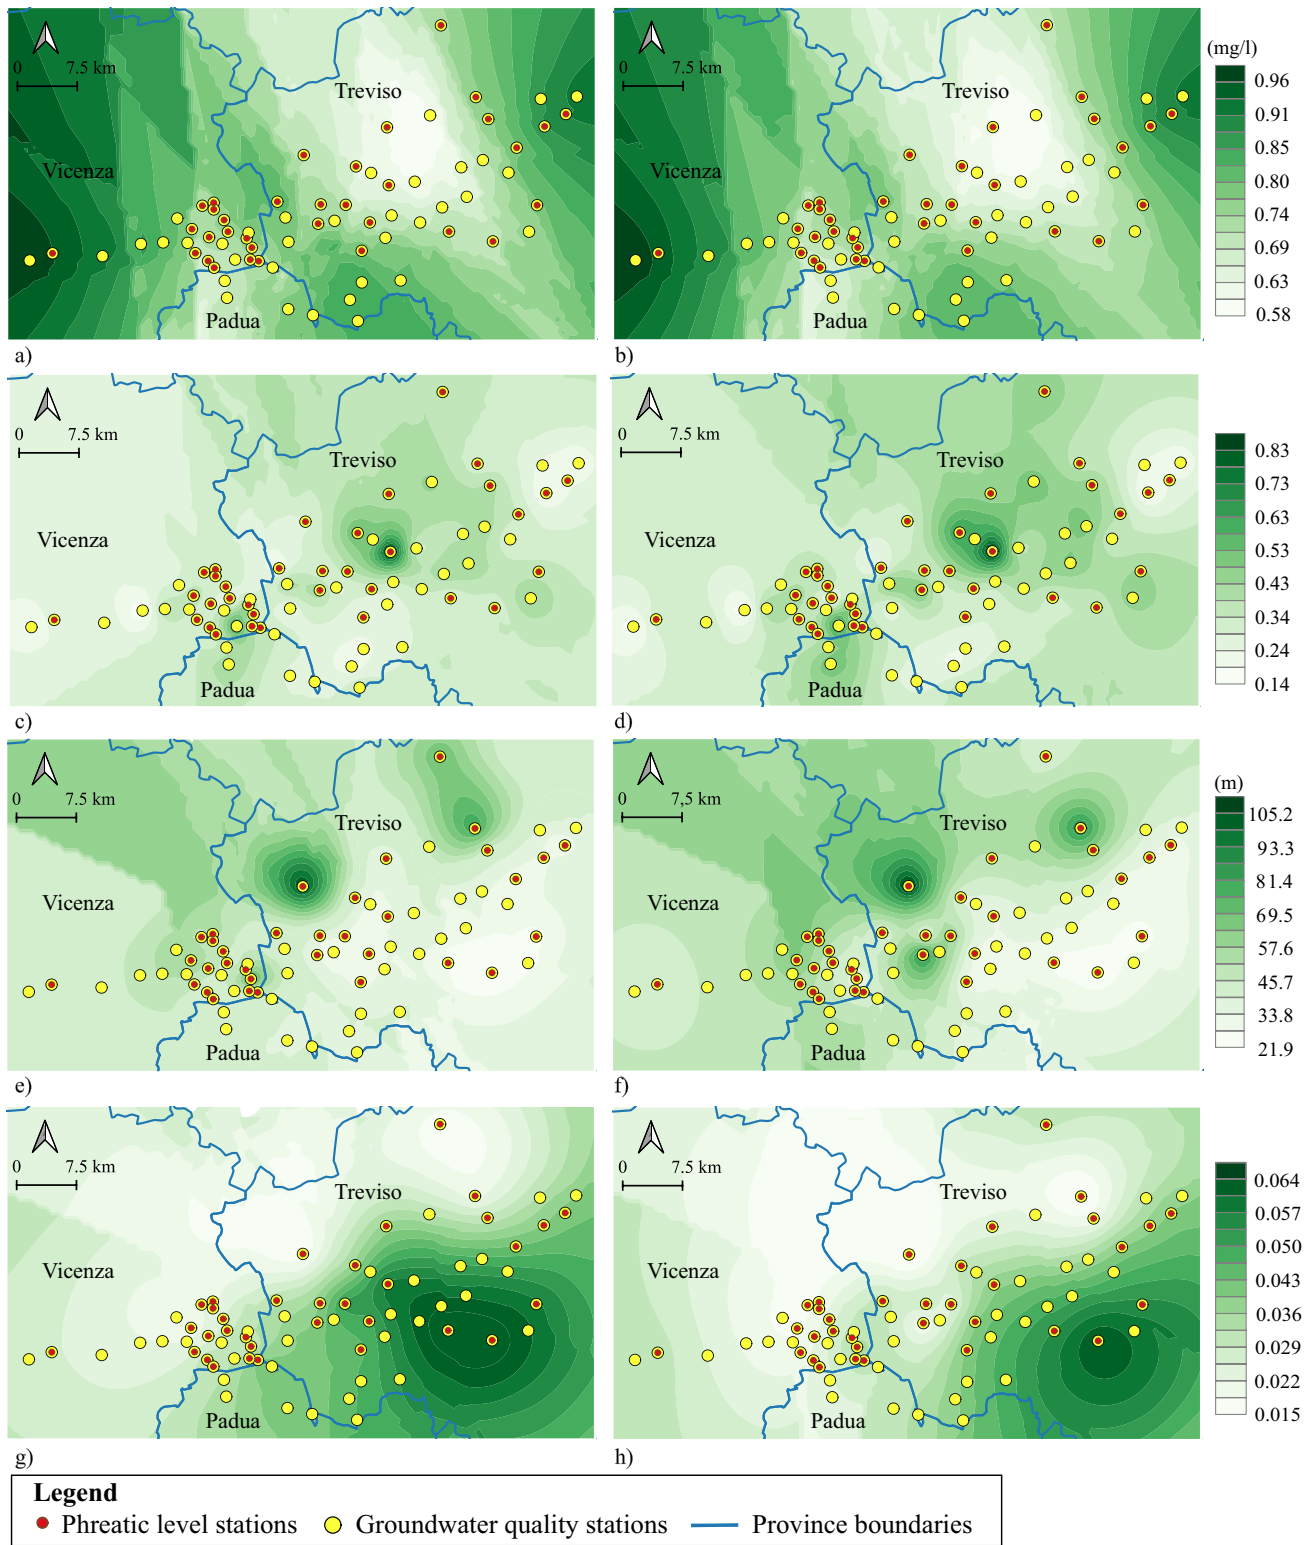 0 7.5 km
Treviso
Vicenza
Padua
a)
0 7.5 km
Treviso
Vicenza
Padua
b)
(mg/l)
0.96
0.91
0.85
0.80
0.74
0.69
0.63
0.58
0 7.5 km
Treviso
Vicenza
Padua
c)
0 7.5 km
Treviso
Vicenza
Padua
d)
0.83
0.73
0.63
0.53
0.43
0.34
0.24
0.14
0 7.5 km
Treviso
Vicenza
Padua
e)
0 7,5 km
Treviso
Vicenza
Padua
f)
(m)
105.2
93.3
81.4
69.5
57.6
45.7
33.8
21.9
0 7.5 km
Treviso
Vicenza
Padua
g)
0 7.5 km
Treviso
Vicenza
Padua
h)
0.064
0.057
0.050
0.043
0.036
0.029
0.022
0.015
Legend
Phreatic level stations Groundwater quality stations Province boundaries